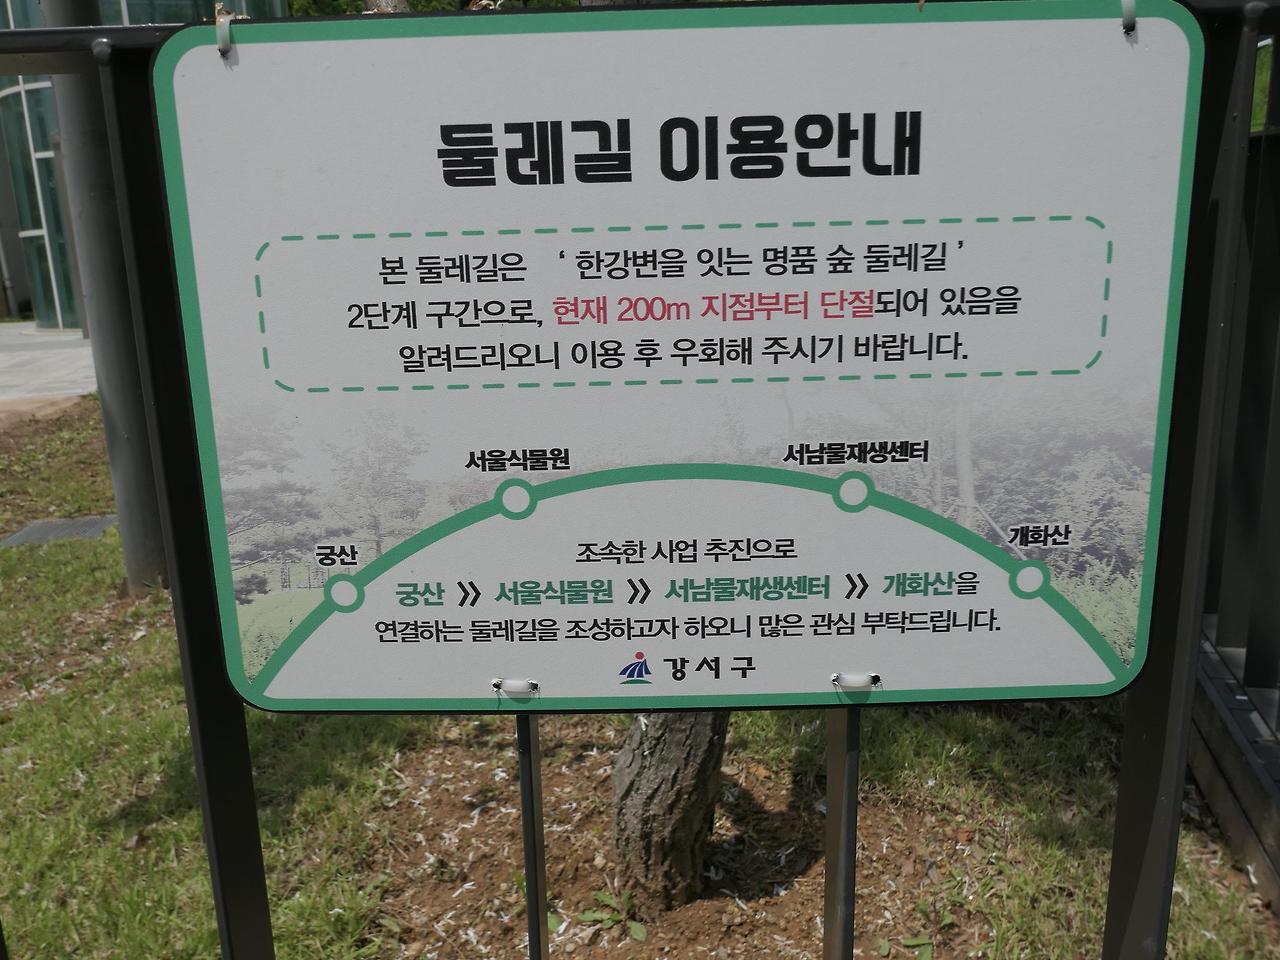 둘레길 이용안내
본 둘레길은 ‘ 한강변을 잇는 명품 숲 둘레길 ’
2단계 구간으로, 현재 200m 지점부터 단절되어 있음을
알려드리오니 이용 후 우회해 주시기 바랍니다.
서울식물원 서남물재생센터
궁산 개화산
조속한 사업 추진으로
궁산 》 서울식물원 》 서남물재생센터 》 개화산을
연결하는 둘레길을 조성하고자 하오니 많은 관심 부탁드립니다.
강서구